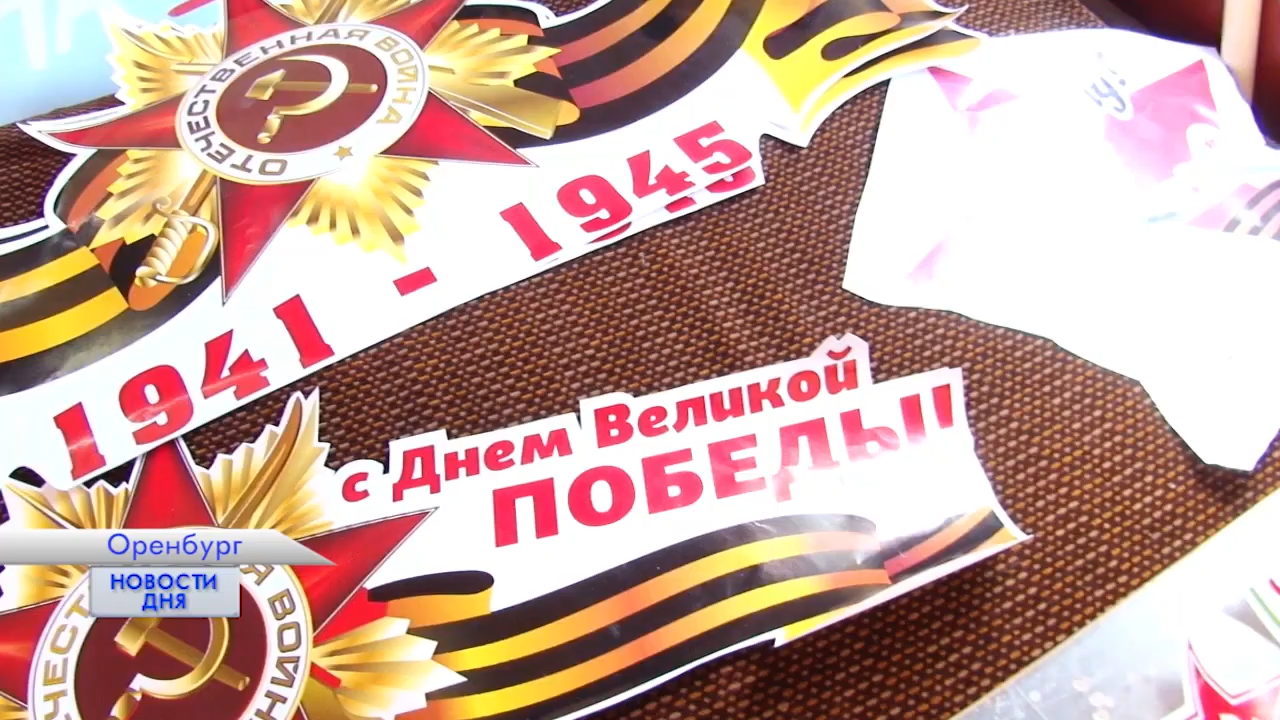 ОТЕЧЕСТВЕННАЯ ВОЙНА
1941 - 1945
с Днем Великой
ПОБЕДЫ!
Оренбург
НОВОСТИ
ДНЯ